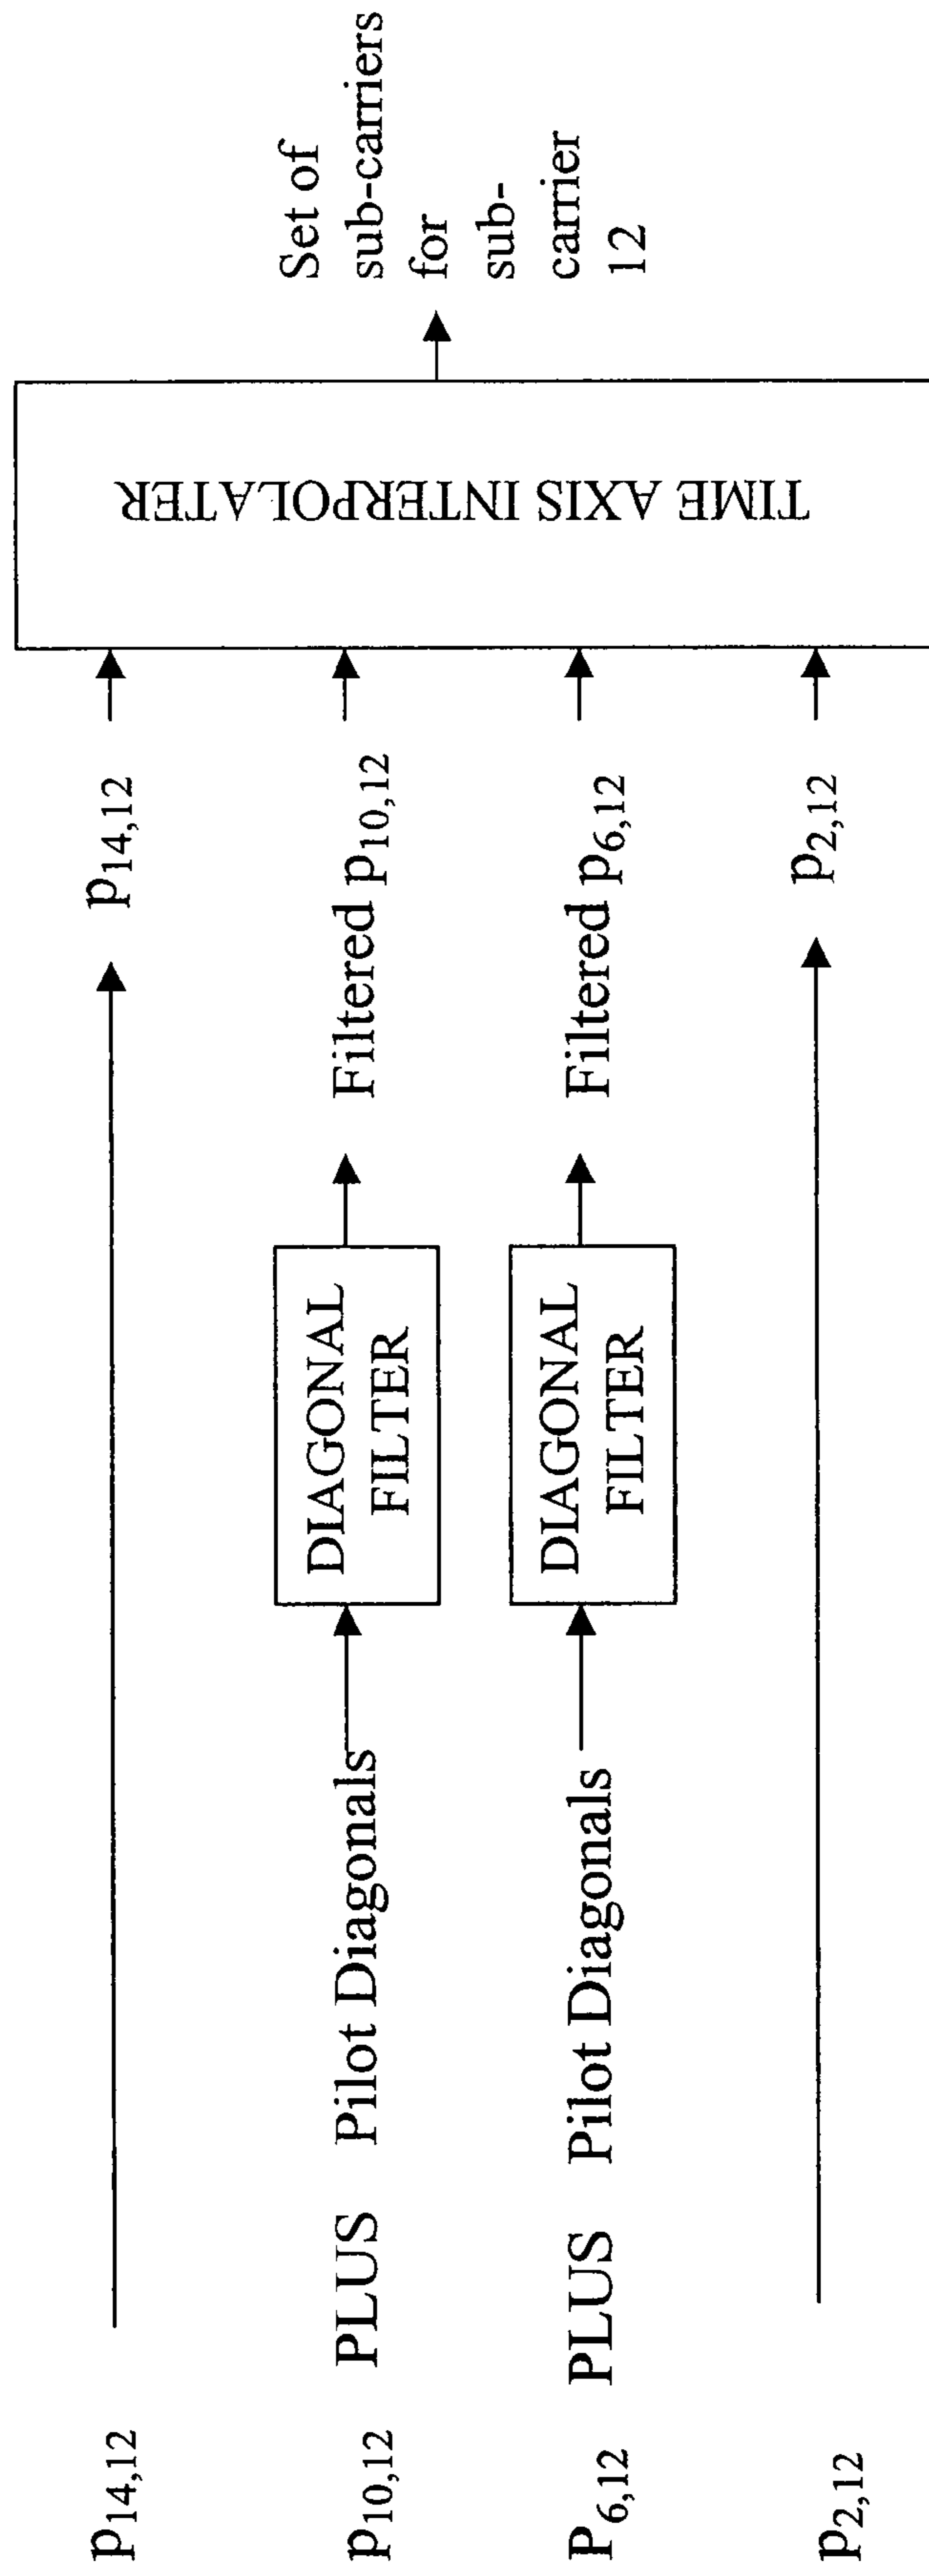 p14,12
p14,12
p10,12 PLUS Pilot Diagonals
DIAGONAL
FILTER
Filtered p10,12
P6,12 PLUS Pilot Diagonals
DIAGONAL
FILTER
Filtered p6,12
p2,12
p2,12
TIME AXIS INTERPOLATER
Set of
sub-carriers
for
sub-
carrier
12